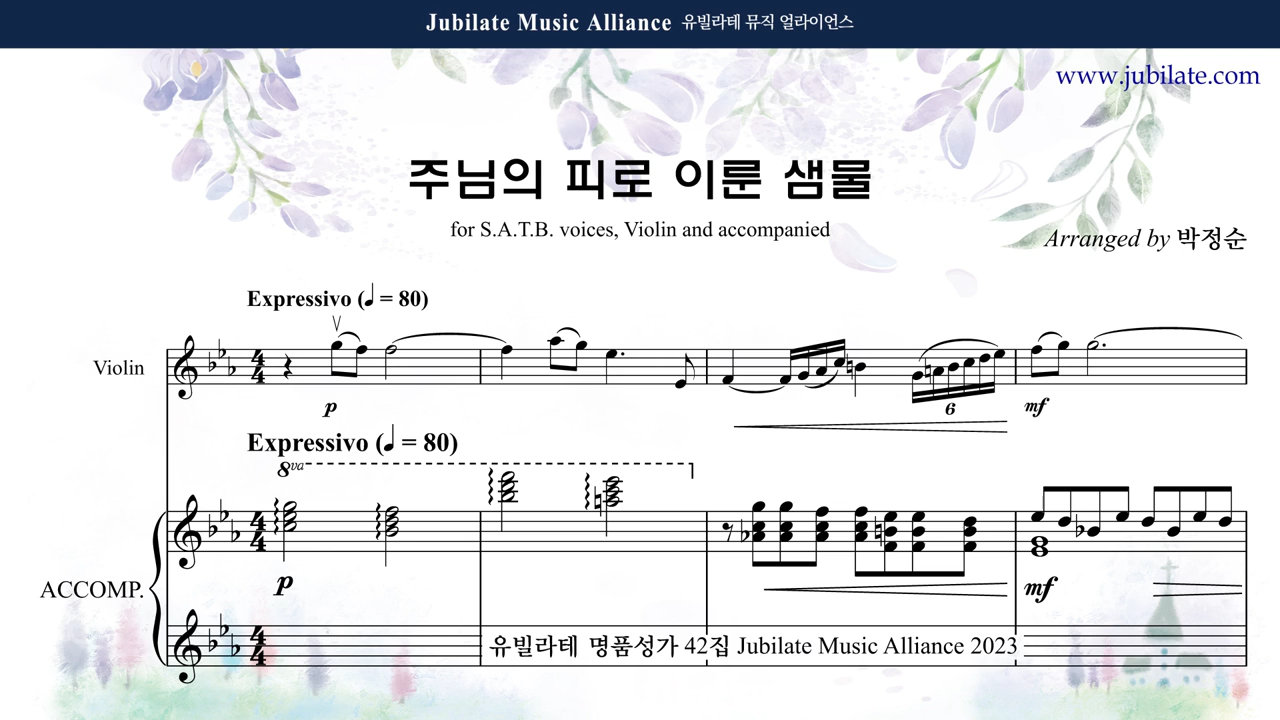 Jubilate Music Alliance 유빌라테 뮤직 얼라이언스
www.jubilate.com
주님의 피로 이룬 샘물
for S.A.T.B. voices, Violin and accompanied
Arranged by 박정순
Expressivo (♩ = 80)
Violin
p
6
mf
Expressivo (♩ = 80)
8va
ACCOMP.
p
mf
유빌라테 명품성가 42집 Jubilate Music Alliance 2023